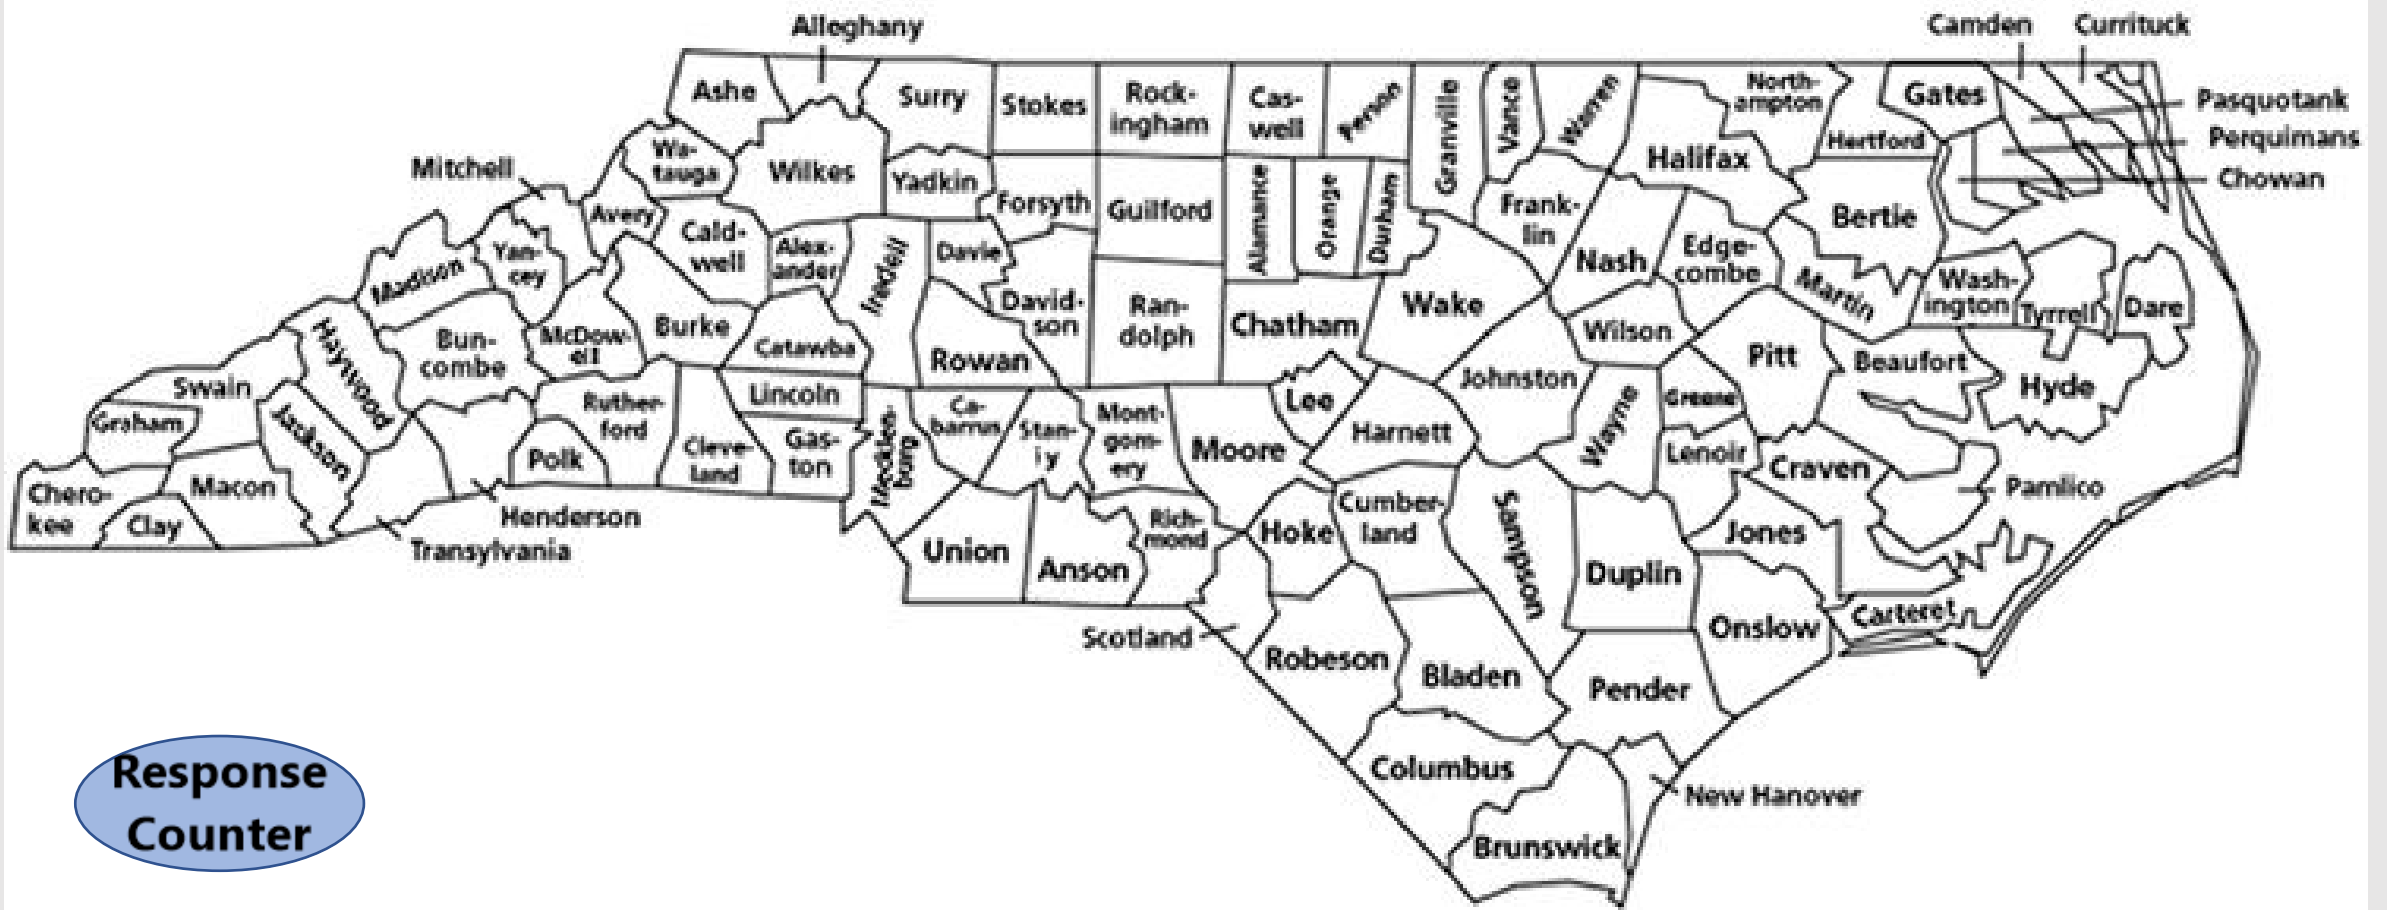 Alleghany
Camden
Currituck
Ashe
Surry
Stokes
Rock-
ingham
Cas-
well
Person
Granville
Vance
Warren
North-
ampton
Gates
Pasquotank
Perquimans
Hertford
Chowan
Mitchell
Wa-
tauga
Wilkes
Yadkin
Forsyth
Guilford
Alamance
Orange
Durham
Frank-
lin
Halifax
Bertie
Avery
Cald-
well
Alex-
ander
Iredell
Davie
Nash
Edge-
combe
Martin
Wash-
ington
Tyrrell
Dare
Madison
Yan-
cey
David-
son
Ran-
dolph
Chatham
Wake
Wilson
Haywood
Bun-
combe
McDow-
ell
Burke
Catawba
Rowan
Pitt
Beaufort
Hyde
Swain
Graham
Jackson
Ruther-
ford
Lincoln
Ca-
barrus
Stan-
ly
Mont-
gom-
ery
Lee
Johnston
Wayne
Greene
Polk
Cleve-
land
Gas-
ton
Mecklen-
burg
Moore
Harnett
Lenoir
Craven
Pamlico
Chero-
kee
Clay
Macon
Henderson
Transylvania
Union
Anson
Rich-
mond
Hoke
Cumber-
land
Sampson
Duplin
Jones
Onslow
Carteret
Scotland
Robeson
Bladen
Pender
Columbus
New Hanover
Brunswick
Response
Counter